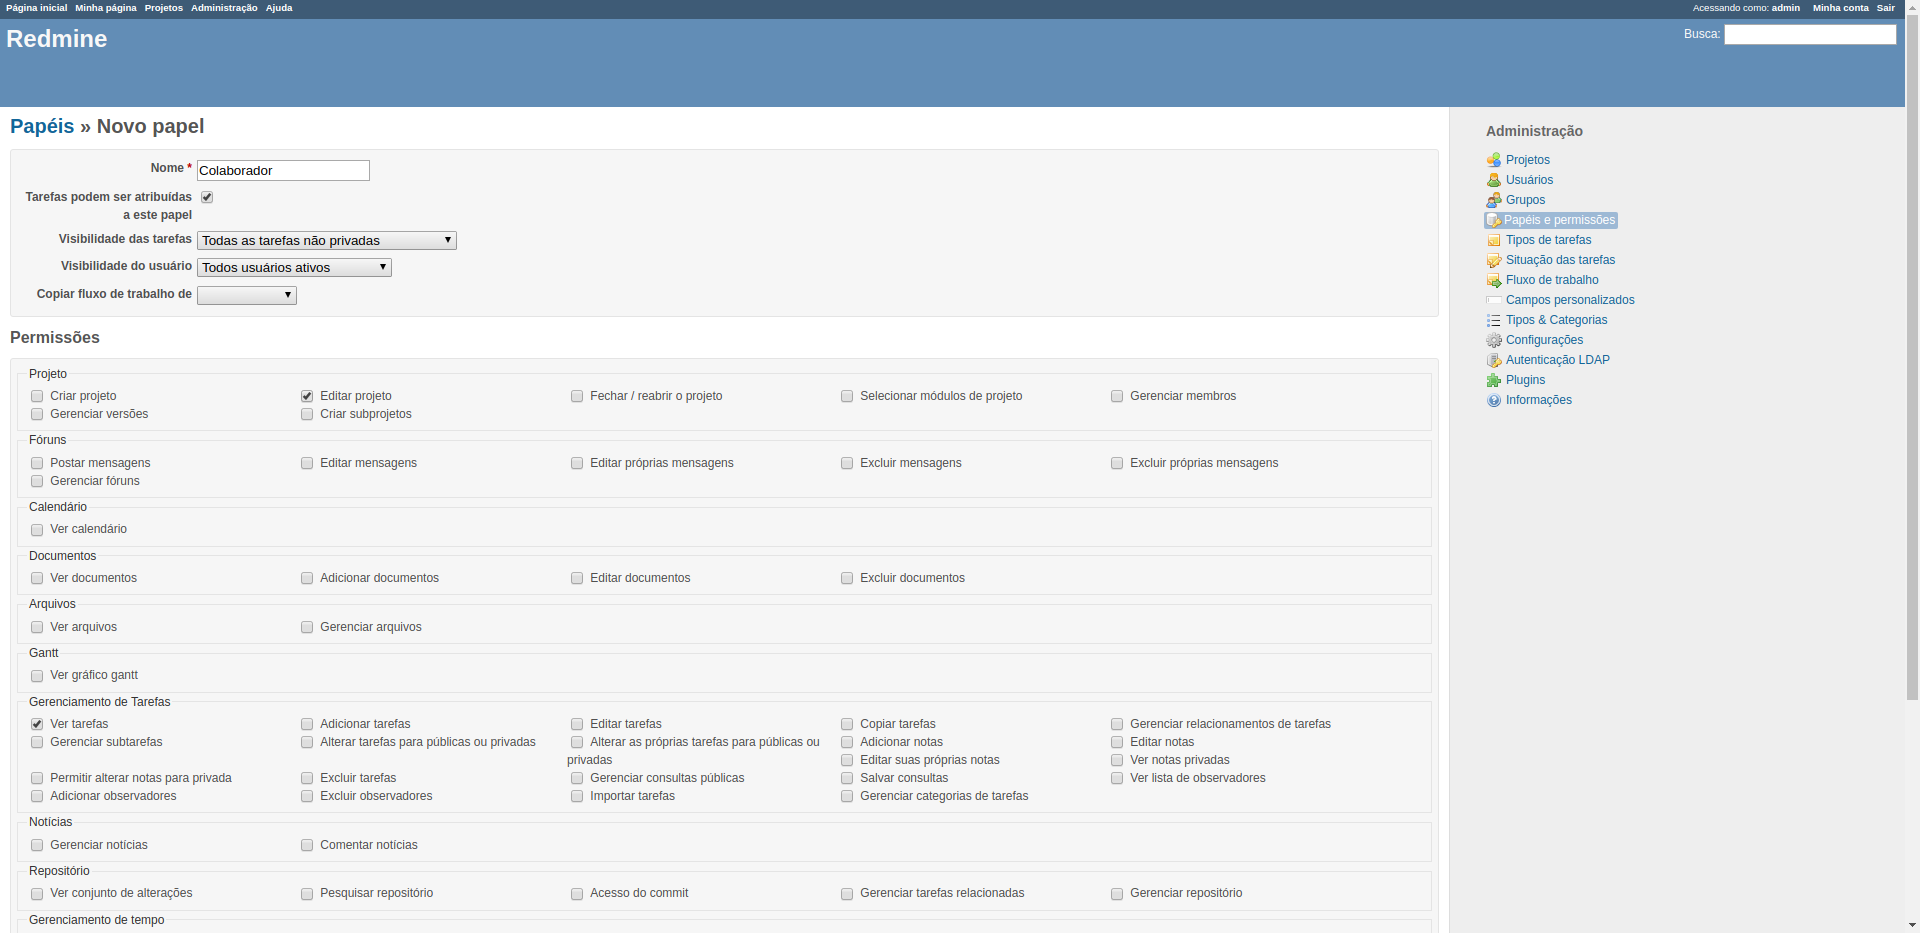 Página inicial Minha página Projetos Administração Ajuda
Acessando como: admin Minha conta Sair
Redmine
Busca:
Papéis » Novo papel
Nome * Colaborador
Tarefas podem ser atribuídas
a este papel
Visibilidade das tarefas Todas as tarefas não privadas
Visibilidade do usuário Todos usuários ativos
Copiar fluxo de trabalho de
Permissões
Projeto
Criar projeto Editar projeto Fechar / reabrir o projeto Selecionar módulos de projeto Gerenciar membros
Gerenciar versões Criar subprojetos
Fóruns
Postar mensagens Editar mensagens Editar próprias mensagens Excluir mensagens Excluir próprias mensagens
Gerenciar fóruns
Calendário
Ver calendário
Documentos
Ver documentos Adicionar documentos Editar documentos Excluir documentos
Arquivos
Ver arquivos Gerenciar arquivos
Gantt
Ver gráfico gantt
Gerenciamento de Tarefas
Ver tarefas Adicionar tarefas Editar tarefas Copiar tarefas Gerenciar relacionamentos de tarefas
Gerenciar subtarefas Alterar tarefas para públicas ou privadas Alterar as próprias tarefas para públicas ou Adicionar notas Editar notas
privadas Editar suas próprias notas Ver notas privadas
Permitir alterar notas para privada Excluir tarefas Gerenciar consultas públicas Salvar consultas Ver lista de observadores
Adicionar observadores Excluir observadores Importar tarefas Gerenciar categorias de tarefas
Notícias
Gerenciar notícias Comentar notícias
Repositório
Ver conjunto de alterações Pesquisar repositório Acesso do commit Gerenciar tarefas relacionadas Gerenciar repositório
Gerenciamento de tempo
Administração
Projetos
Usuários
Grupos
Papéis e permissões
Tipos de tarefas
Situação das tarefas
Fluxo de trabalho
Campos personalizados
Tipos & Categorias
Configurações
Autenticação LDAP
Plugins
Informações